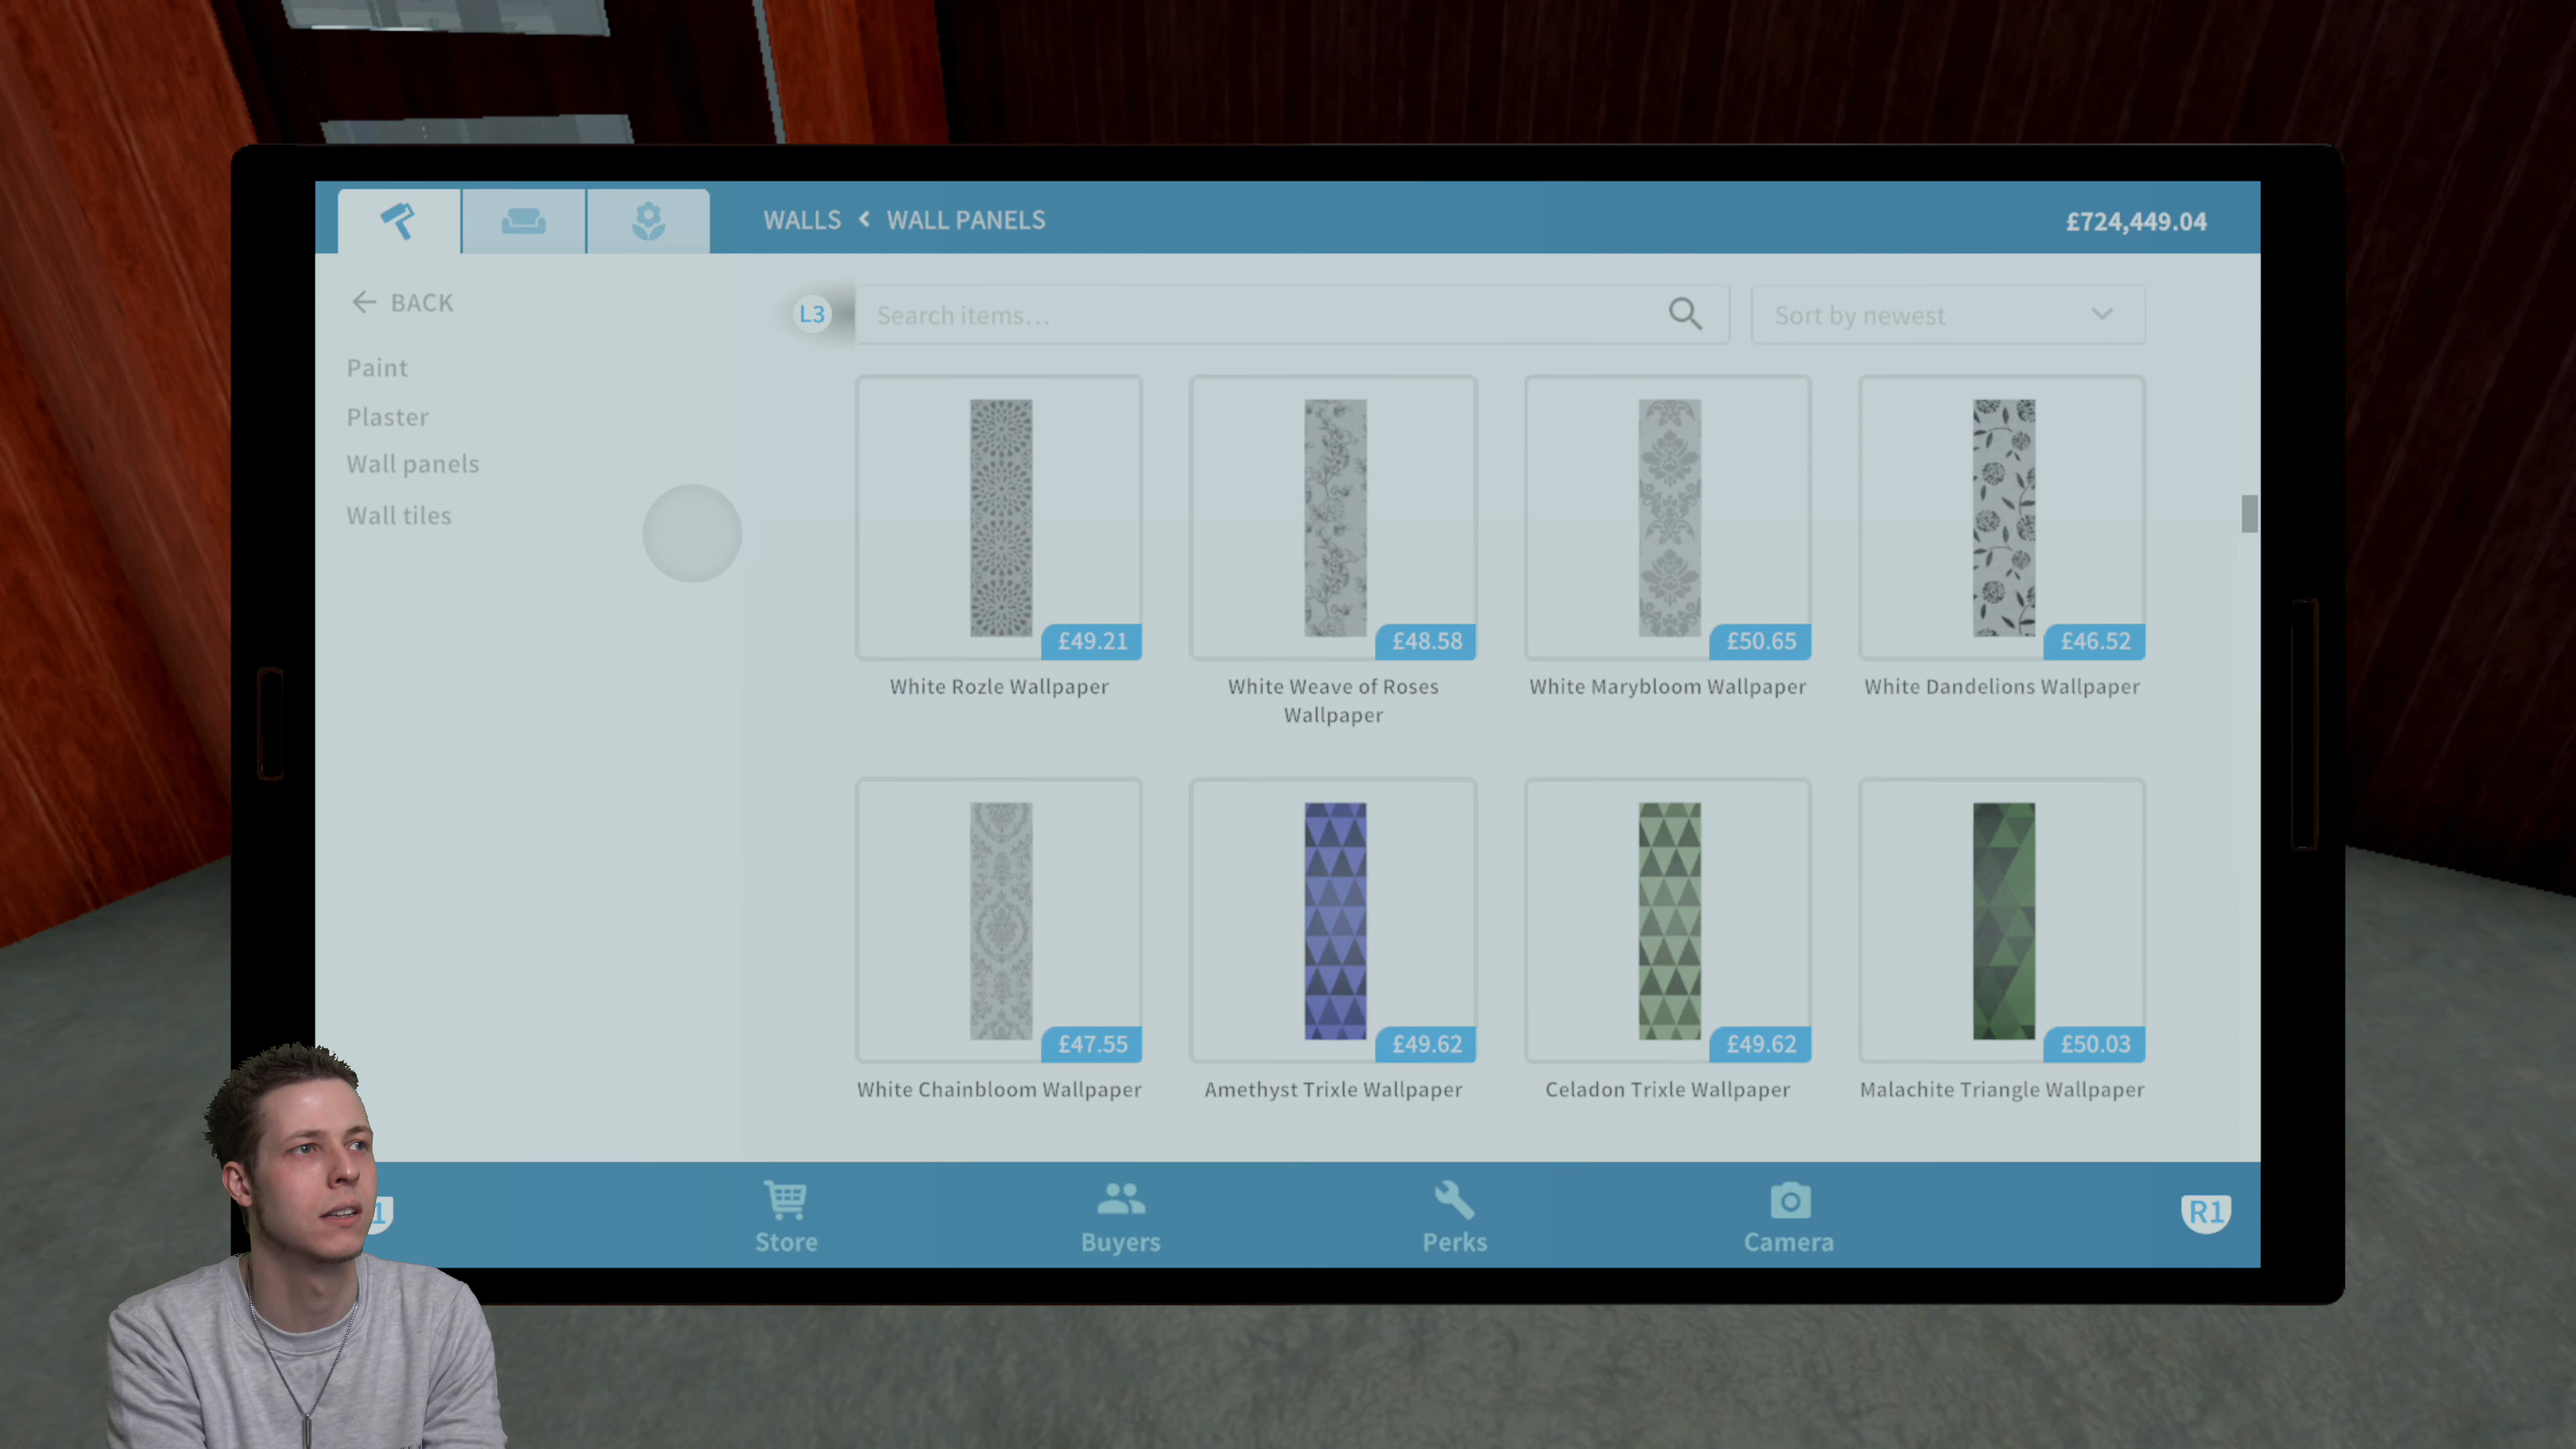 WALLS < WALL PANELS
£724,449.04
BACK
Paint
Plaster
Wall panels
Wall tiles
L3
Search items...
Sort by newest
£49.21
£48.58
£50.65
£46.52
White Rozle Wallpaper
White Weave of Roses
Wallpaper
White Marybloom Wallpaper
White Dandelions Wallpaper
£47.55
£49.62
£49.62
£50.03
White Chainbloom Wallpaper
Amethyst Trixle Wallpaper
Celadon Trixle Wallpaper
Malachite Triangle Wallpaper
1
Store
Buyers
Perks
Camera
R1